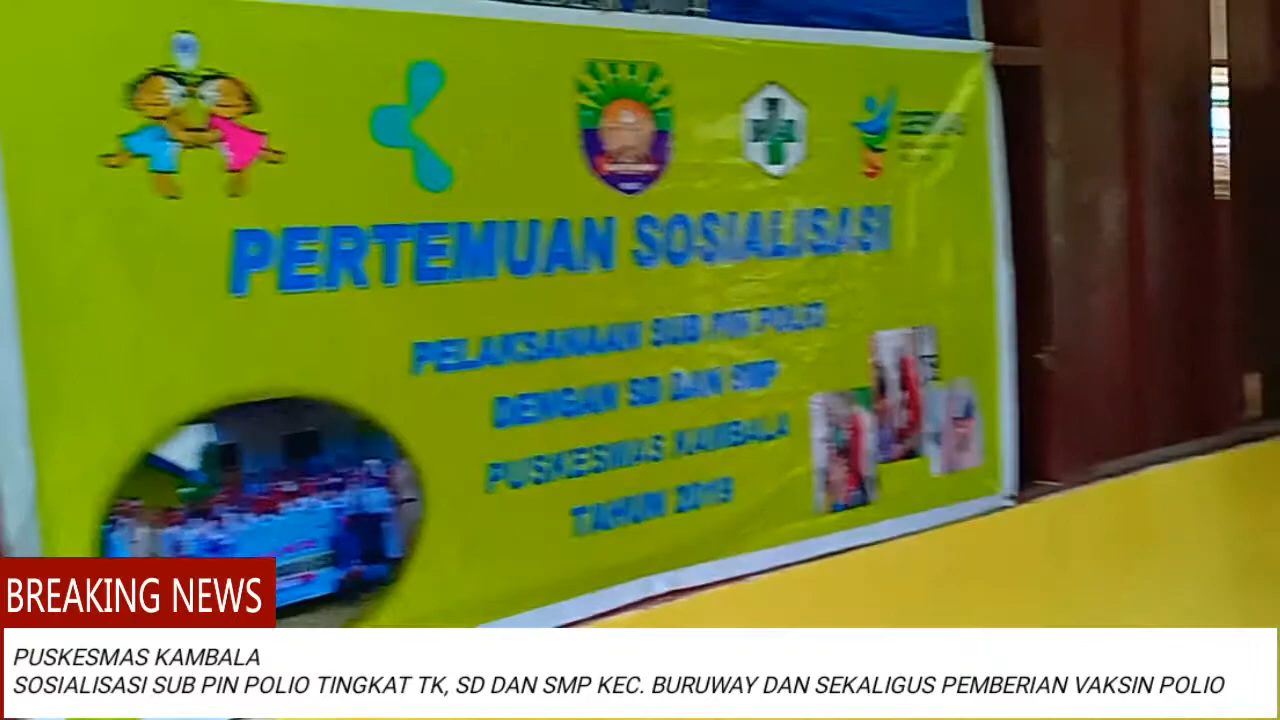 PERTEMUAN SOSIALISASI
PELAKSANAAN SUB PIN POLIO
DENGAN SD DAN SMP
PUSKESMAS KAMBALA
TAHUN 2019
BREAKING NEWS
PUSKESMAS KAMBALA
SOSIALISASI SUB PIN POLIO TINGKAT TK, SD DAN SMP KEC. BURUWAY DAN SEKALIGUS PEMBERIAN VAKSIN POLIO